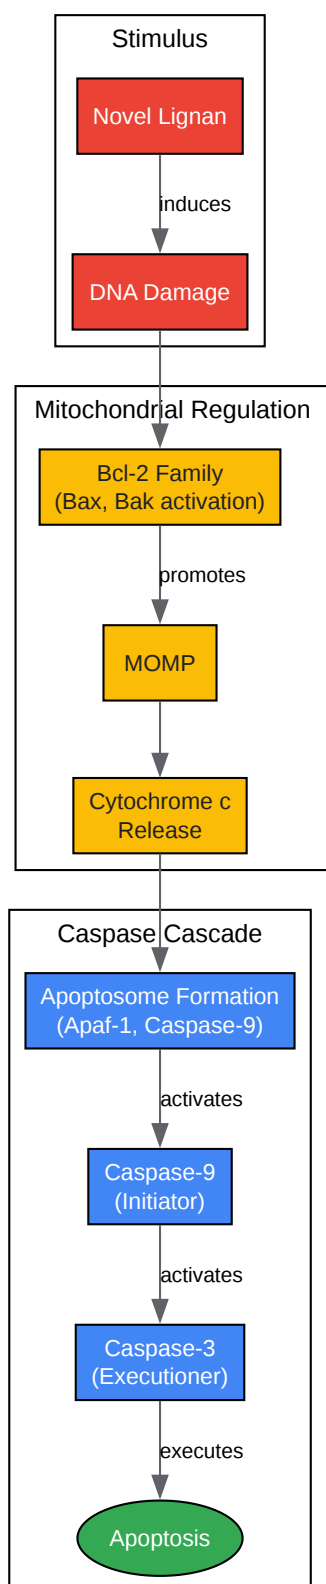 Stimulus
Novel Lignan
induces
DNA Damage
Mitochondrial Regulation
Bcl-2 Family
(Bax, Bak activation)
promotes
MOMP
Cytochrome c
Release
Caspase Cascade
Apoptosome Formation
(Apaf-1, Caspase-9)
activates
Caspase-9
(Initiator)
activates
Caspase-3
(Executioner)
executes
Apoptosis